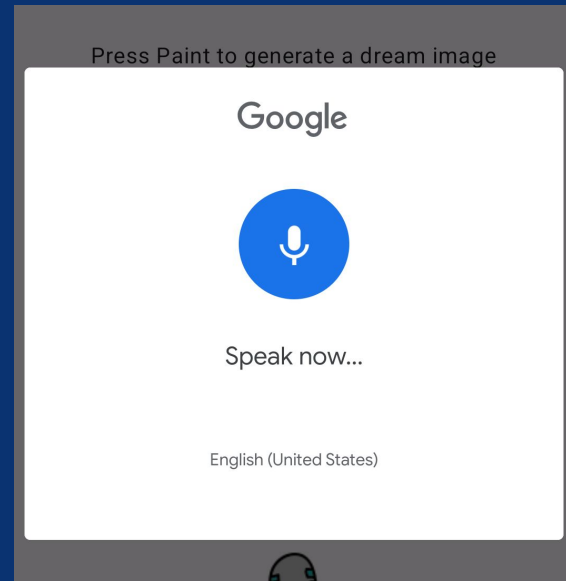 Press Paint to generate a dream image
Google
Speak now...
English (United States)